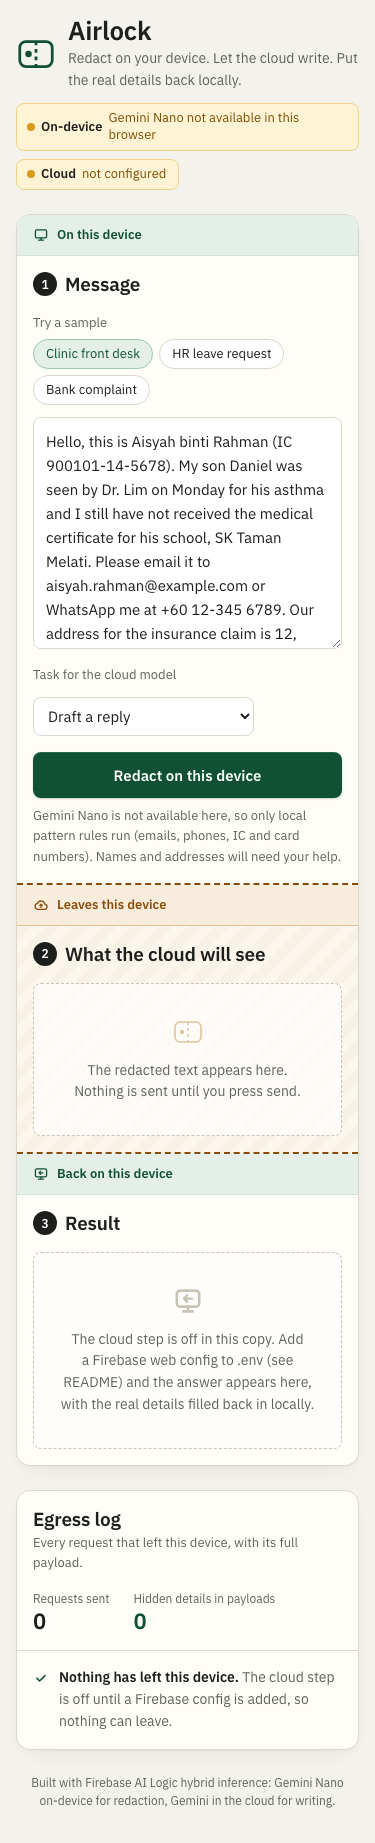 Airlock
Redact on your device. Let the cloud write. Put
the real details back locally.
On-device Gemini Nano not available in this
browser
Cloud not configured
On this device
1 Message
Try a sample
Clinic front desk HR leave request
Bank complaint
Hello, this is Aisyah binti Rahman (IC
900101-14-5678). My son Daniel was
seen by Dr. Lim on Monday for his asthma
and I still have not received the medical
certificate for his school, SK Taman
Melati. Please email it to
aisyah.rahman@example.com or
WhatsApp me at +60 12-345 6789. Our
address for the insurance claim is 12,
Task for the cloud model
Draft a reply
Redact on this device
Gemini Nano is not available here, so only local
pattern rules run (emails, phones, IC and card
numbers). Names and addresses will need your help.
Leaves this device
2 What the cloud will see
The redacted text appears here.
Nothing is sent until you press send.
Back on this device
3 Result
The cloud step is off in this copy. Add
a Firebase web config to .env (see
README) and the answer appears here,
with the real details filled back in locally.
Egress log
Every request that left this device, with its full
payload.
Requests sent Hidden details in payloads
0 0
Nothing has left this device. The cloud step
is off until a Firebase config is added, so
nothing can leave.
Built with Firebase AI Logic hybrid inference: Gemini Nano
on-device for redaction, Gemini in the cloud for writing.